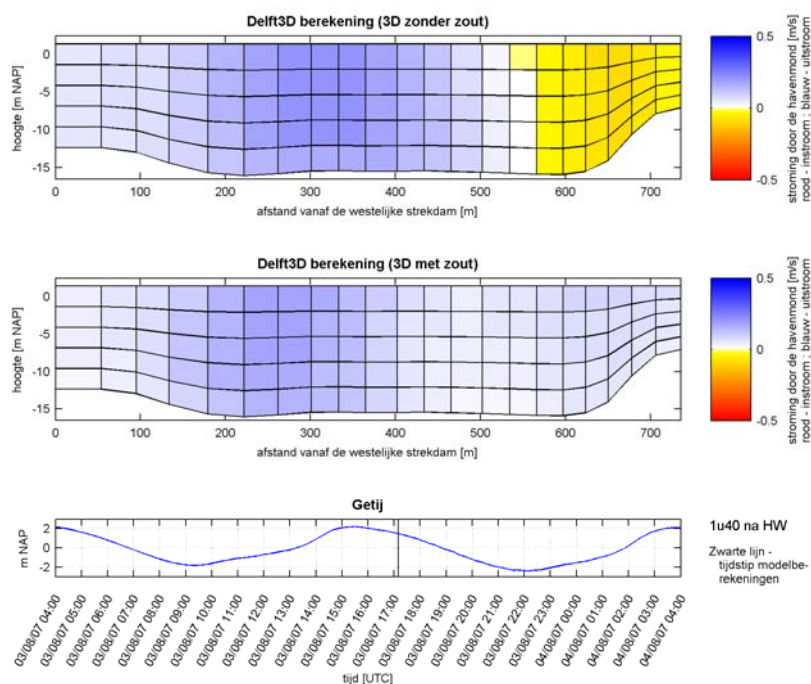 Delft3D berekening (3D zonder zout)
hoogte [m NAP]
0
-5
-10
-15
0 100 200 300 400 500 600 700
afstand vanaf de westelijke strekdam [m]
0.5
0
-0.5
stroming door de havenmond [m/s]
rood - instroom ; blauw - uitstroom
Delft3D berekening (3D met zout)
hoogte [m NAP]
0
-5
-10
-15
0 100 200 300 400 500 600 700
afstand vanaf de westelijke strekdam [m]
0.5
0
-0.5
stroming door de havenmond [m/s]
rood - instroom ; blauw - uitstroom
Getij
m NAP
2
0
-2
03/08/07 04:00
03/08/07 05:00
03/08/07 06:00
03/08/07 07:00
03/08/07 08:00
03/08/07 09:00
03/08/07 10:00
03/08/07 11:00
03/08/07 12:00
03/08/07 13:00
03/08/07 14:00
03/08/07 15:00
03/08/07 16:00
03/08/07 17:00
03/08/07 18:00
03/08/07 19:00
03/08/07 20:00
03/08/07 21:00
03/08/07 22:00
03/08/07 23:00
04/08/07 00:00
04/08/07 01:00
04/08/07 02:00
04/08/07 03:00
04/08/07 04:00
tijd [UTC]
1u40 na HW
Zwarte lijn -
tijdstip modelbe-
rekeningen